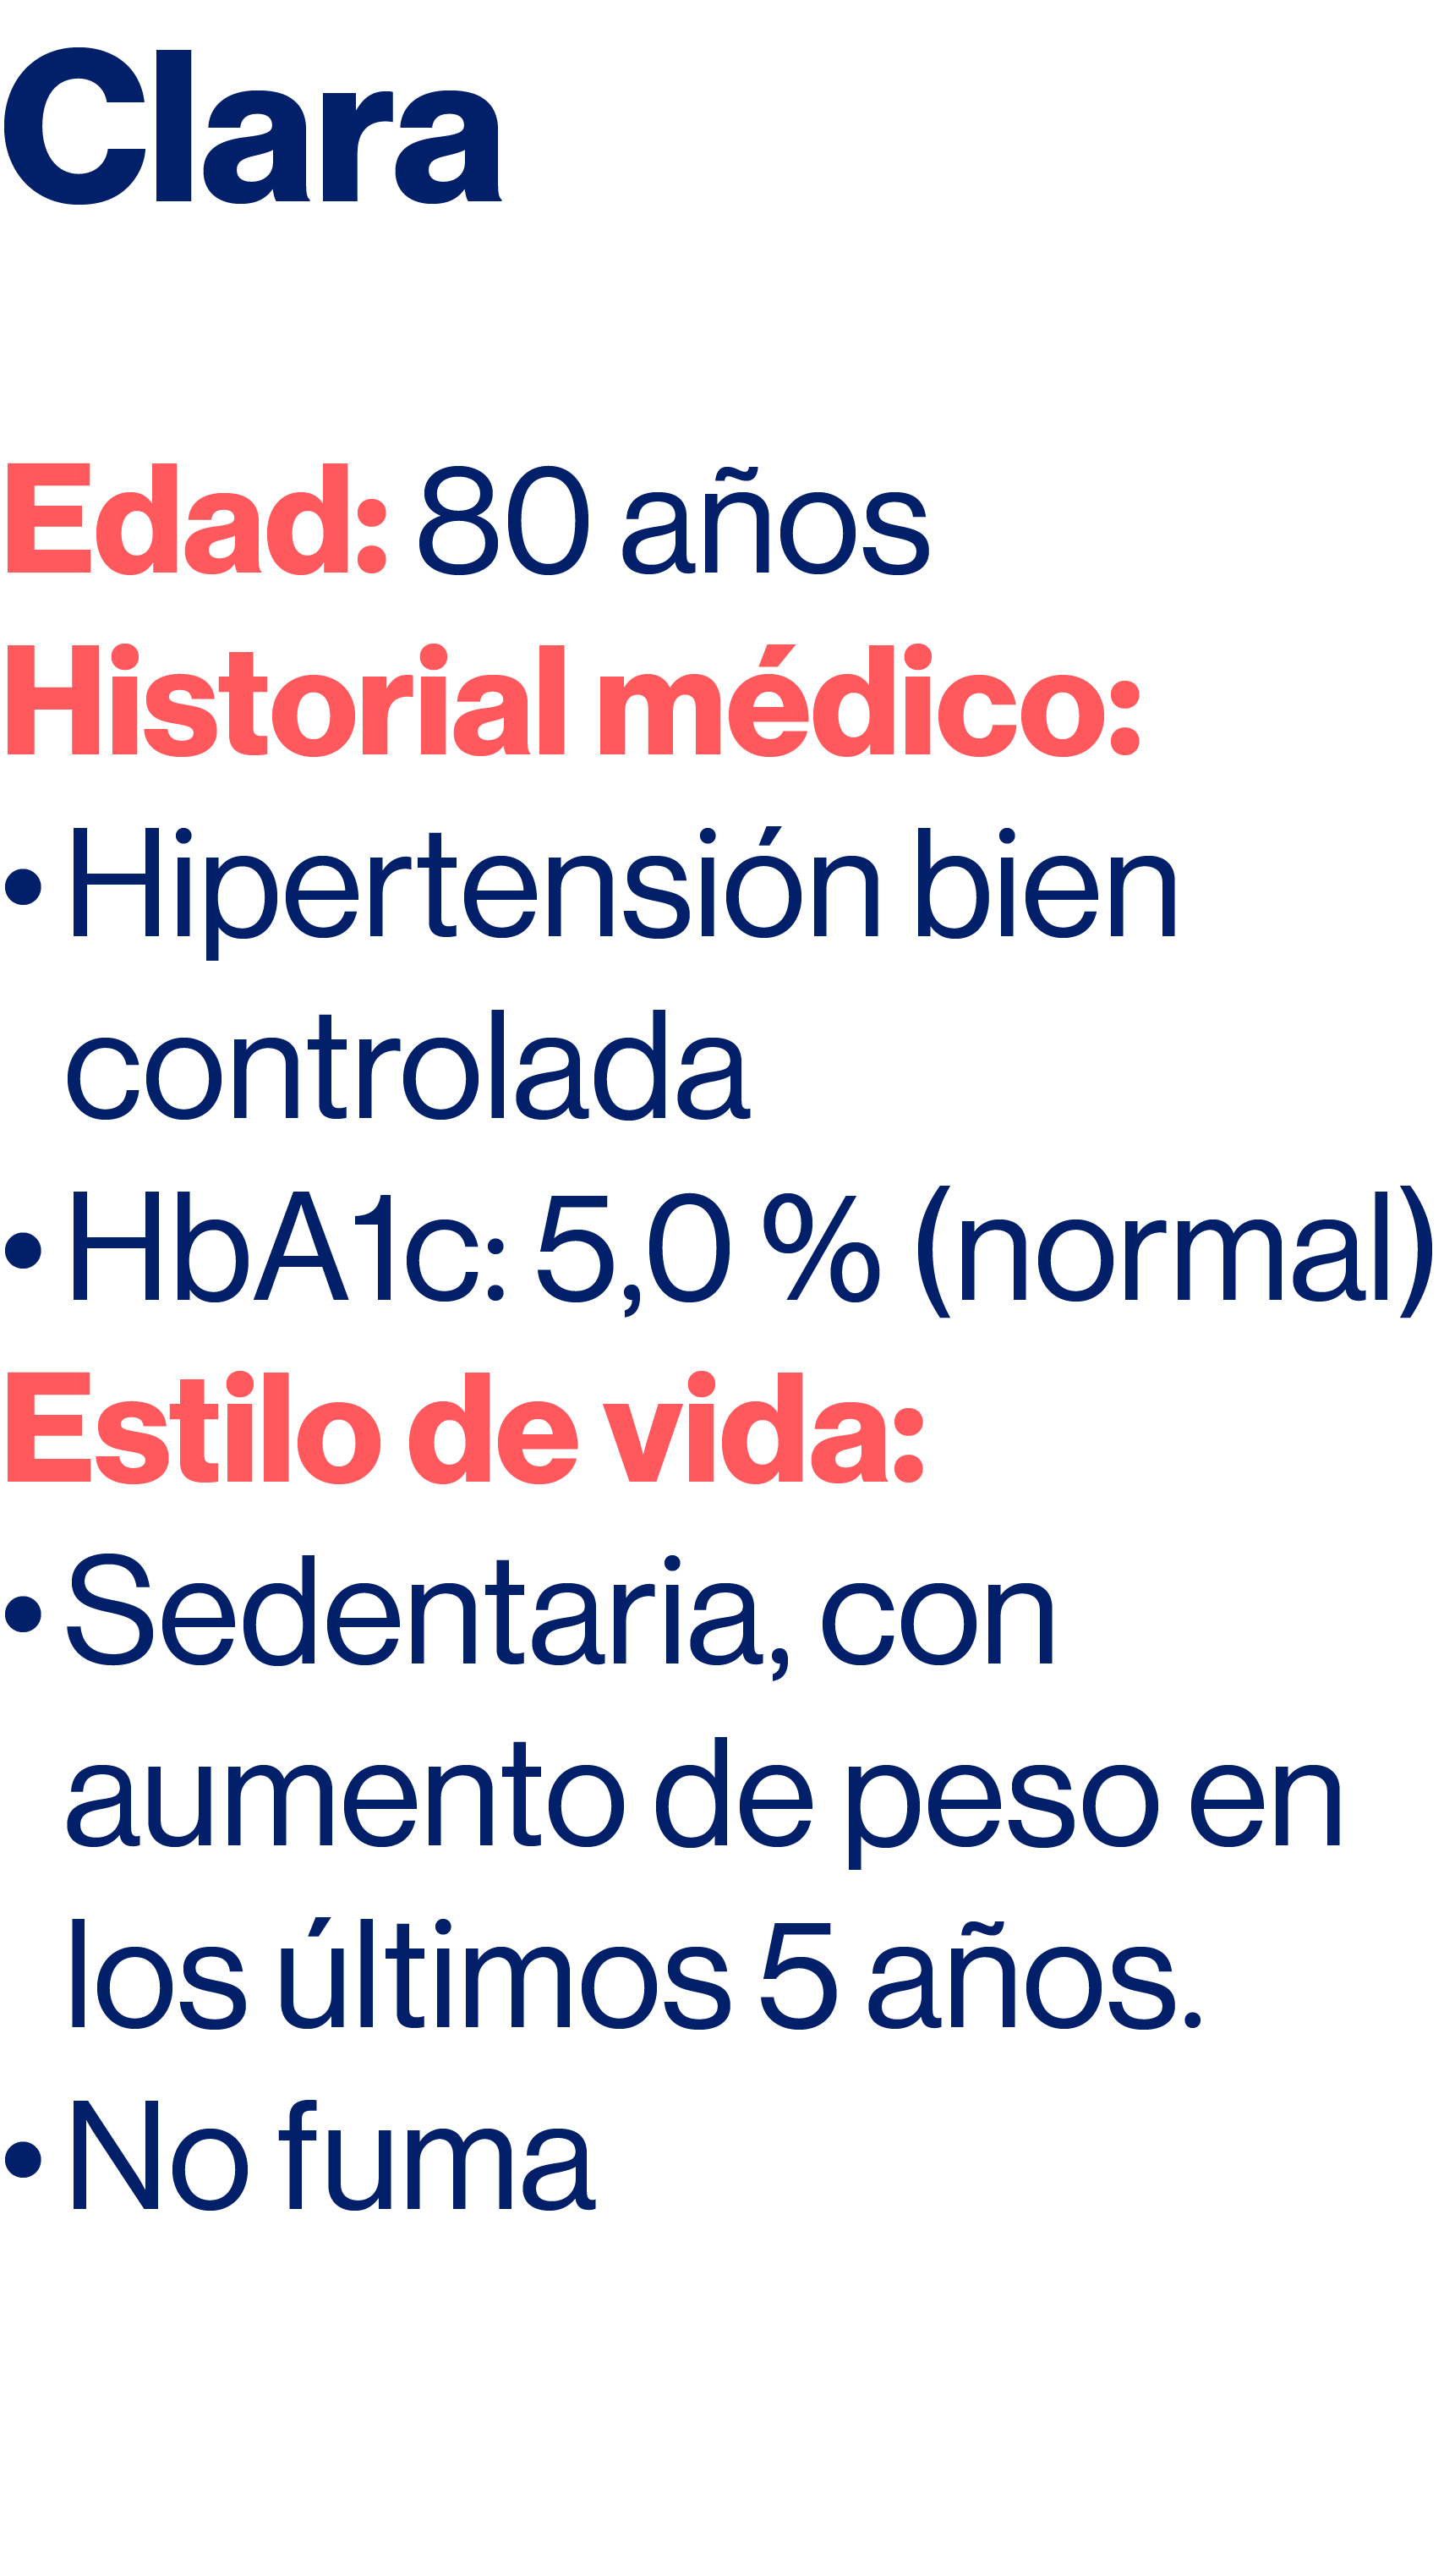 Clara
Edad: 80 años
Historial médico:
• Hipertensión bien
controlada
• HbA1c: 5,0 % (normal)
Estilo de vida:
• Sedentaria, con
aumento de peso en
los últimos 5 años.
• No fuma